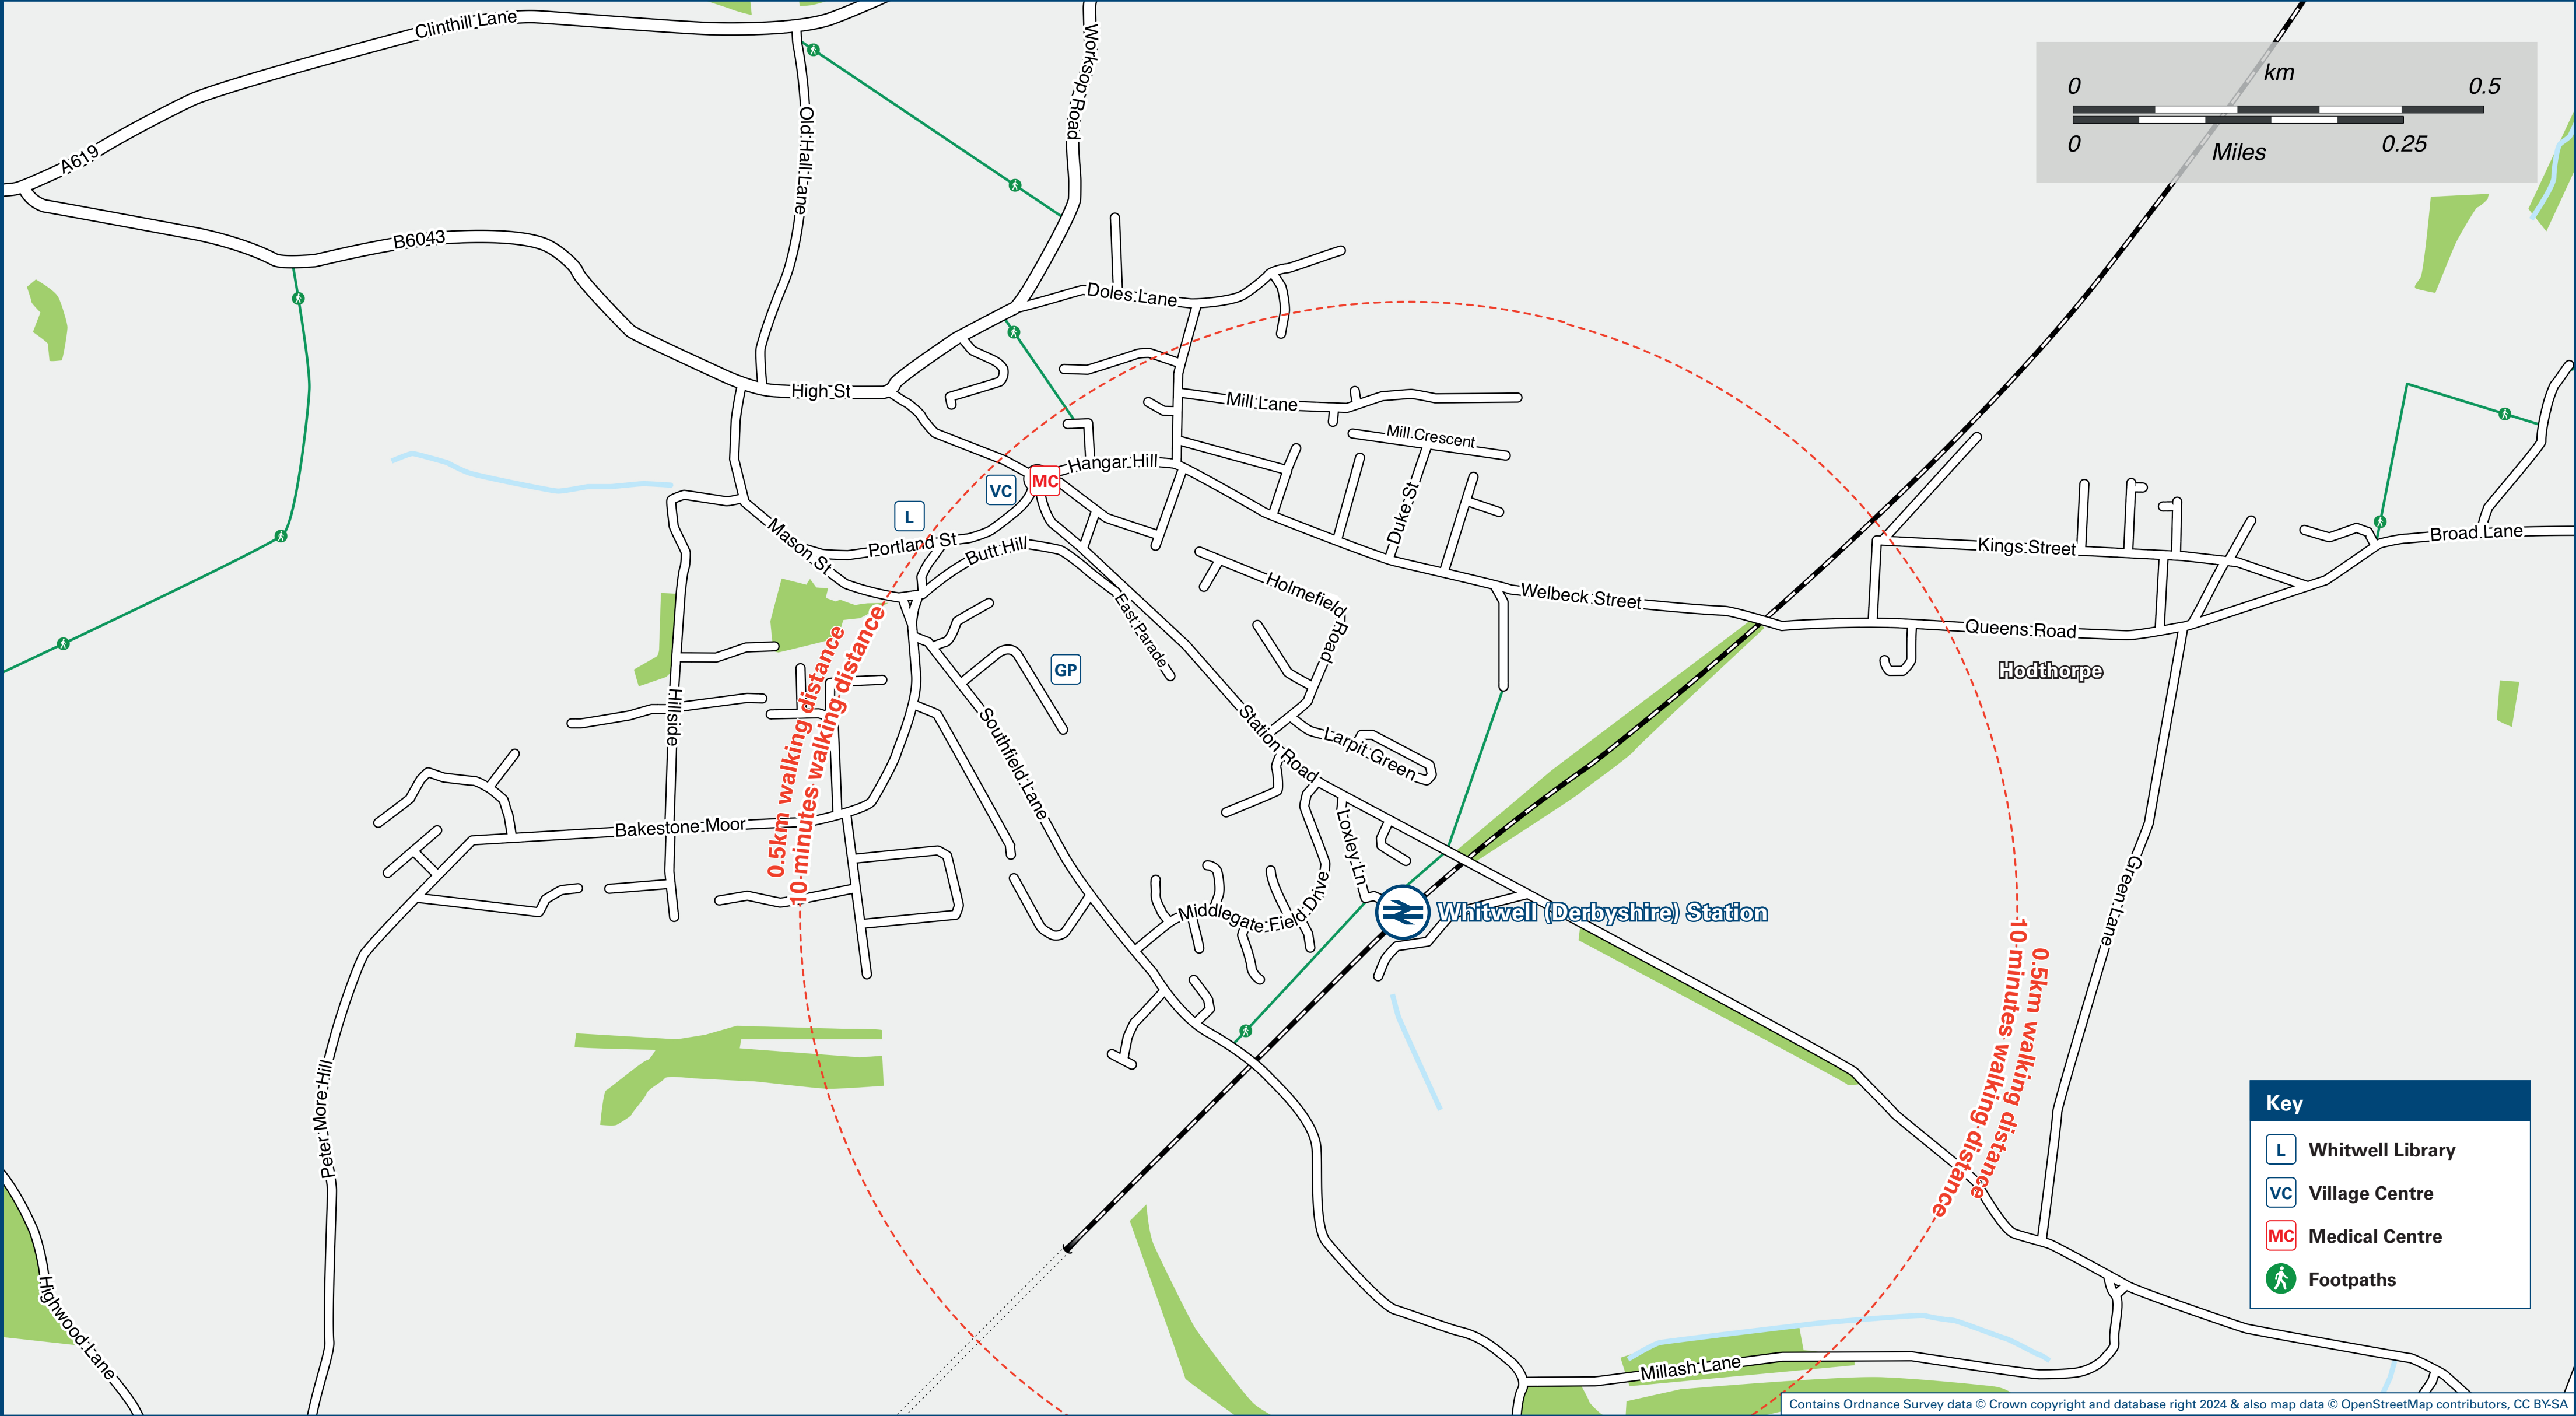 Clinthill Lane
Worksop Road
km
0 0.5
0 0.25
Miles
A619
Old Hall Lane
B6043
Doles Lane
High St
Mill Lane
Mill Crescent
Hangar Hill
MC
VC
L
Duke St
Mason St
Portland St
Butt Hill
Kings Street
Broad Lane
Holmefield
Road
Welbeck Street
East Parade
Queens Road
Hodthorpe
GP
Hillside
0.5km walking distance
10 minutes walking distance
Southfield Lane
Station Road
Larpit Green
Bakestone Moor
Loxley Ln
Middlegate Field Drive
Whitwell (Derbyshire) Station
Green Lane
10 minutes walking distance
0.5km walking distance
Peter More Hill
Highwood Lane
Millash Lane
Key
L Whitwell Library
VC Village Centre
MC Medical Centre
Footpaths
Contains Ordnance Survey data © Crown copyright and database right 2024 & also map data © OpenStreetMap contributors, CC BY-SA